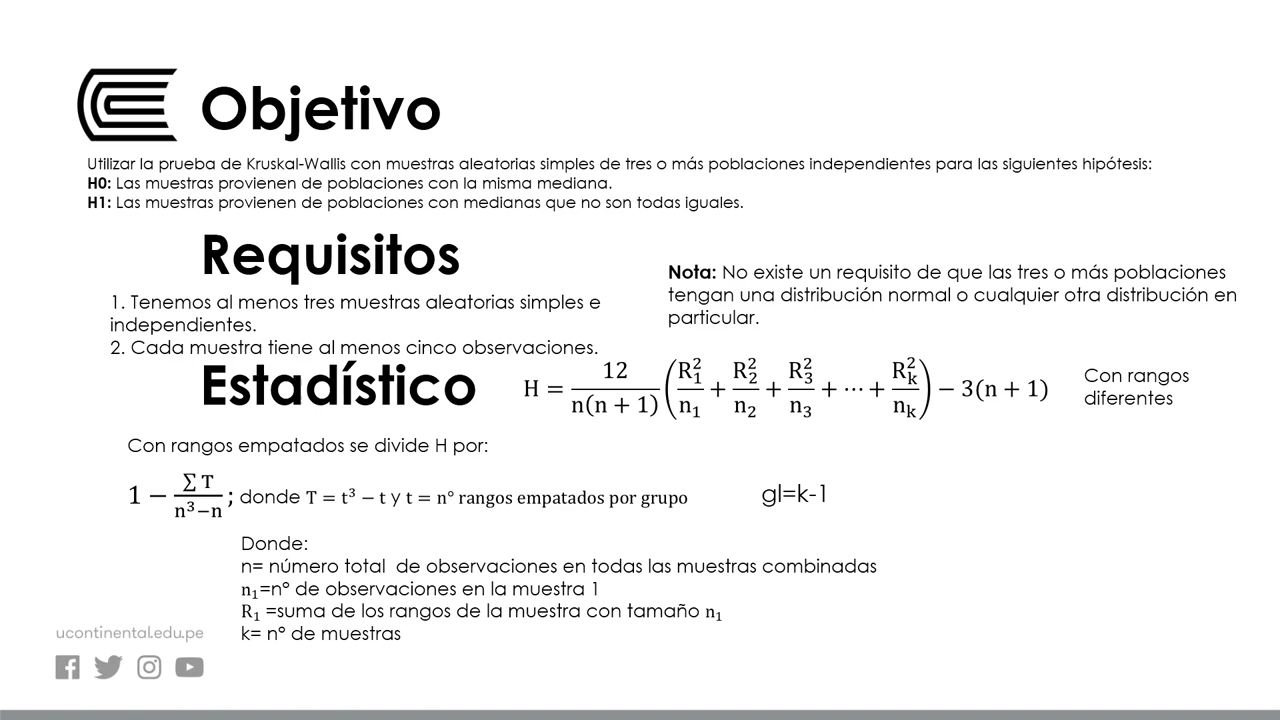 Objetivo
Utilizar la prueba de Kruskal-Wallis con muestras aleatorias simples de tres o más poblaciones independientes para las siguientes hipótesis:
H0: Las muestras provienen de poblaciones con la misma mediana.
H1: Las muestras provienen de poblaciones con medianas que no son todas iguales.
Requisitos
1. Tenemos al menos tres muestras aleatorias simples e
independientes.
2. Cada muestra tiene al menos cinco observaciones.
Nota: No existe un requisito de que las tres o más poblaciones
tengan una distribución normal o cualquier otra distribución en
particular.
Estadístico
H = 12/(n(n + 1)) (R₁²/n₁ + R₂²/n₂ + R₃²/n₃ + ⋯ + Rₖ²/nₖ) − 3(n + 1)
Con rangos
diferentes
Con rangos empatados se divide H por:
1 − ∑ T/(n³−n) ; donde T = t³ − t y t = n° rangos empatados por grupo
gl=k-1
Donde:
n= número total de observaciones en todas las muestras combinadas
n₁=n° de observaciones en la muestra 1
R₁ =suma de los rangos de la muestra con tamaño n₁
k= n° de muestras
ucontinental.edu.pe